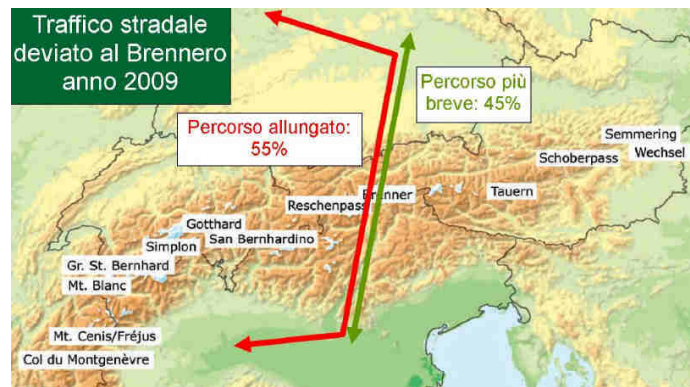 Traffico stradale
deviato al Brennero
anno 2009
Percorso più
breve: 45%
Percorso allungato:
55%
Semmering
Wechsel
Schoberpass
Tauern
Brenner
Reschenpass
Gotthard
San Bernhardino
Simplon
Gr. St. Bernhard
Mt. Blanc
Mt. Cenis/Fréjus
Col du Montgenèvre